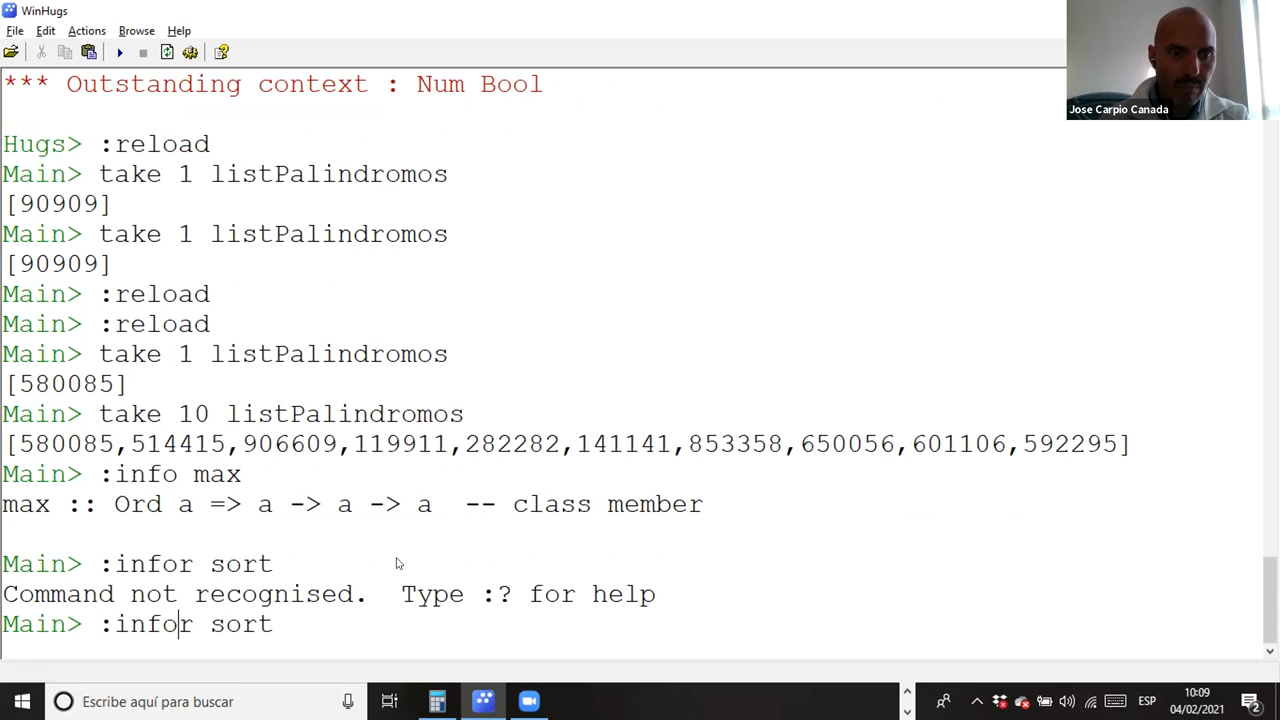 WinHugs
File Edit Actions Browse Help
*** Outstanding context : Num Bool
Hugs> :reload
Main> take 1 listPalindromos
[90909]
Main> take 1 listPalindromos
[90909]
Main> :reload
Main> :reload
Main> take 1 listPalindromos
[580085]
Main> take 10 listPalindromos
[580085,514415,906609,119911,282282,141141,853358,650056,601106,592295]
Main> :info max
max :: Ord a => a -> a -> a -- class member
Main> :infor sort
Command not recognised. Type :? for help
Main> :infor sort
Jose Carpio Canada
Escribe aquí para buscar
ESP
10:09
04/02/2021
2